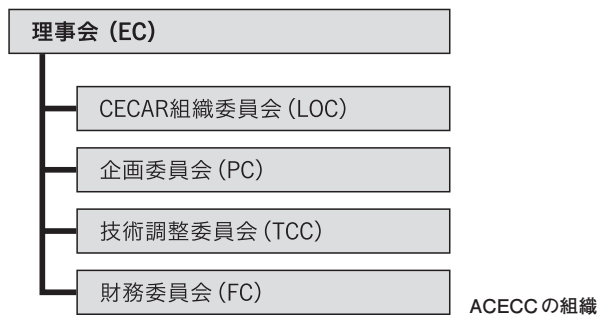 理事会（EC）
CECAR組織委員会（LOC）
企画委員会（PC）
技術調整委員会（TCC）
財務委員会（FC）
ACECCの組織